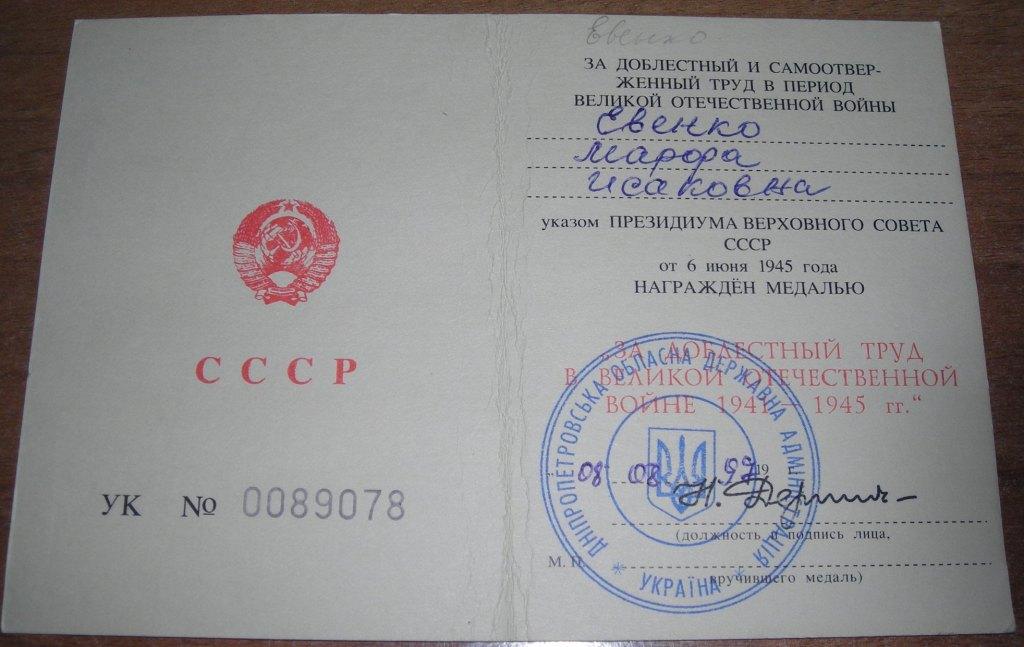 СССР
УК № 0089078
Евенко
ЗА ДОБЛЕСТНЫЙ И САМООТВЕР-
ЖЕННЫЙ ТРУД В ПЕРИОД
ВЕЛИКОЙ ОТЕЧЕСТВЕННОЙ ВОЙНЫ
Евенко
Марфа
Исаковна
указом ПРЕЗИДИУМА ВЕРХОВНОГО СОВЕТА
СССР
от 6 июня 1945 года
НАГРАЖДЁН МЕДАЛЬЮ
„ЗА ДОБЛЕСТНЫЙ ТРУД
В ВЕЛИКОЙ ОТЕЧЕСТВЕННОЙ
ВОЙНЕ 1941 — 1945 гг.“
ДНІПРОПЕТРОВСЬКА ОБЛАСНА ДЕРЖАВНА АДМІНІСТРАЦІЯ
* УКРАЇНА *
08 08 97 19 г.
(должность и подпись лица,
М. П.
вручившего медаль)